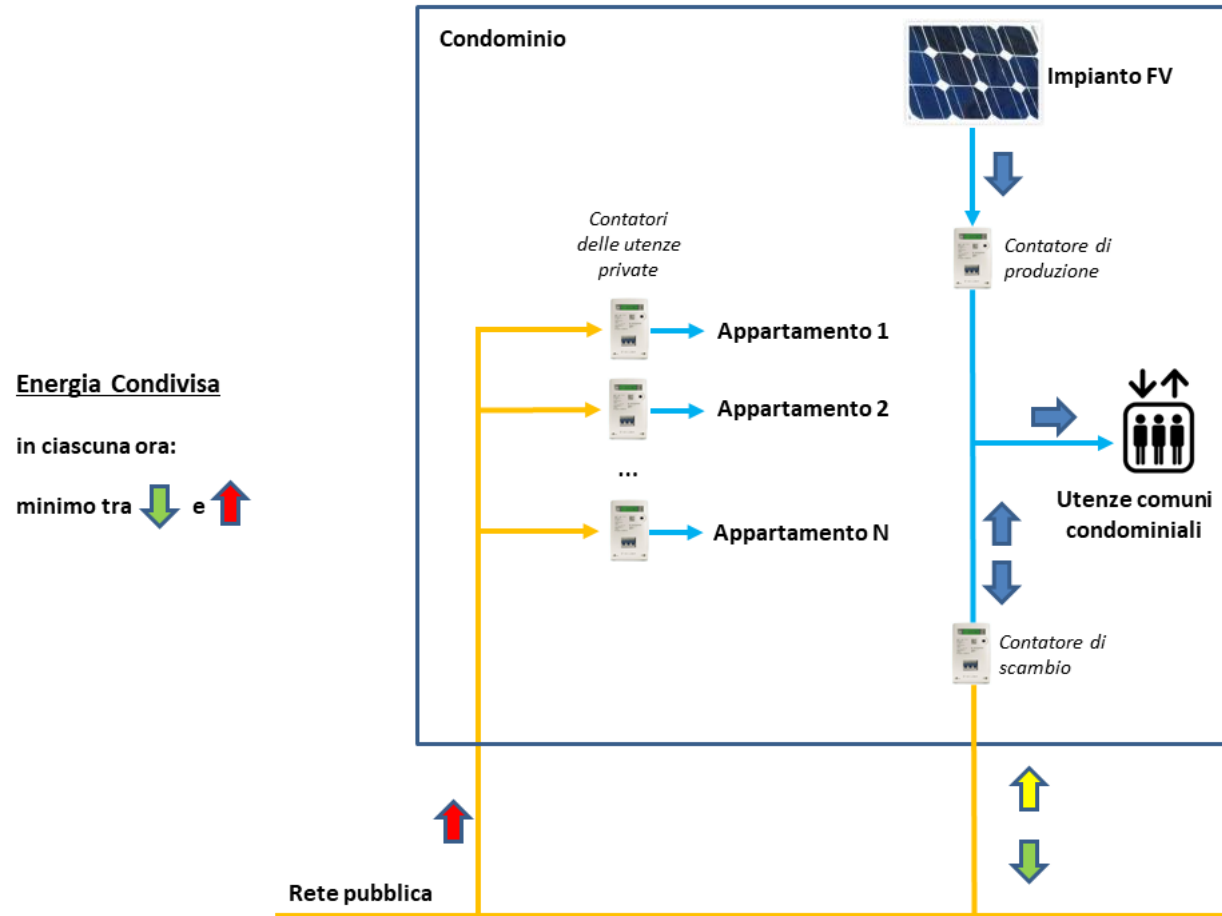 Condominio
Impianto FV
Contatori
delle utenze
private
Contatore di
produzione
Appartamento 1
Energia Condivisa
in ciascuna ora:
Appartamento 2
minimo tra e
...
Utenze comuni
condominiali
Appartamento N
Contatore di
scambio
Rete pubblica